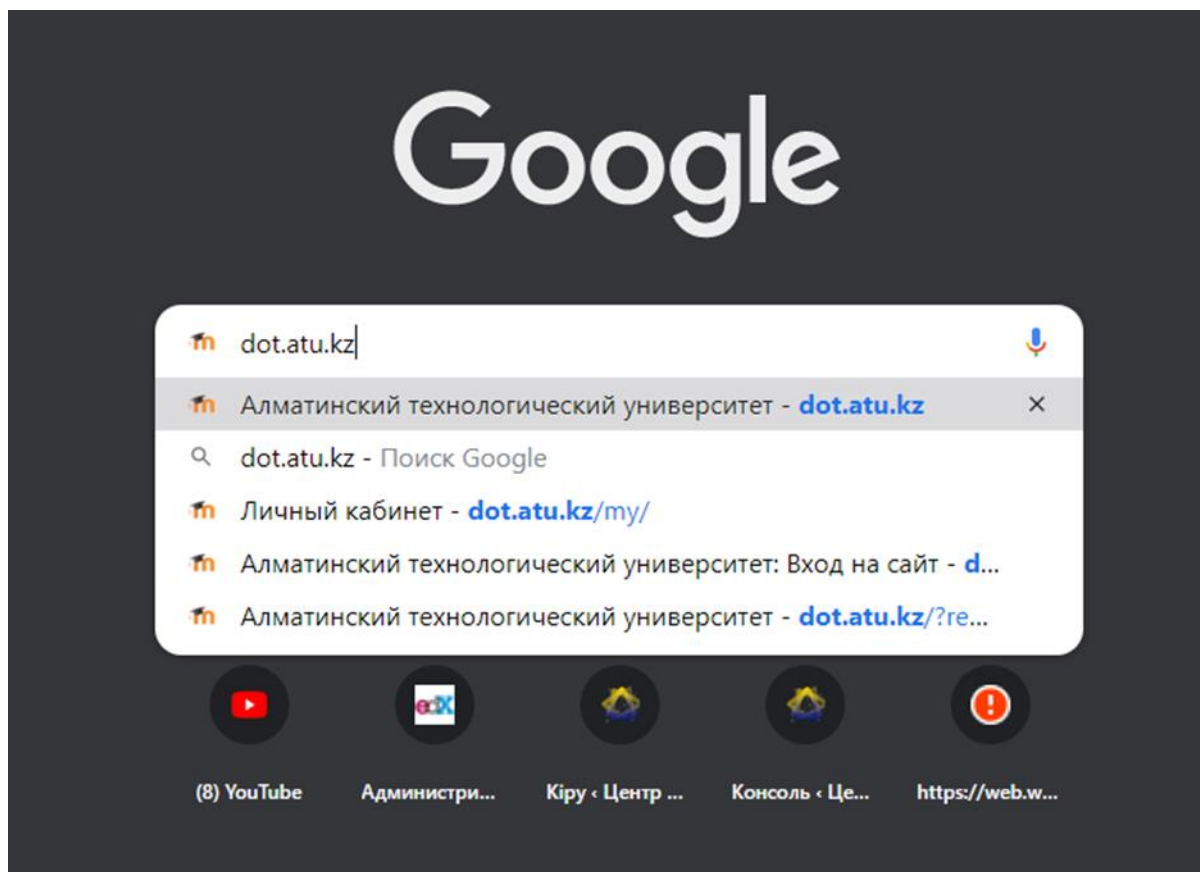 Google
dot.atu.kz
Алматинский технологический университет - dot.atu.kz
dot.atu.kz - Поиск Google
Личный кабинет - dot.atu.kz/my/
Алматинский технологический университет: Вход на сайт - d...
Алматинский технологический университет - dot.atu.kz/?re...
edX
(8) YouTube Администри... Кіру ‹ Центр ... Консоль ‹ Це... https://web.w...